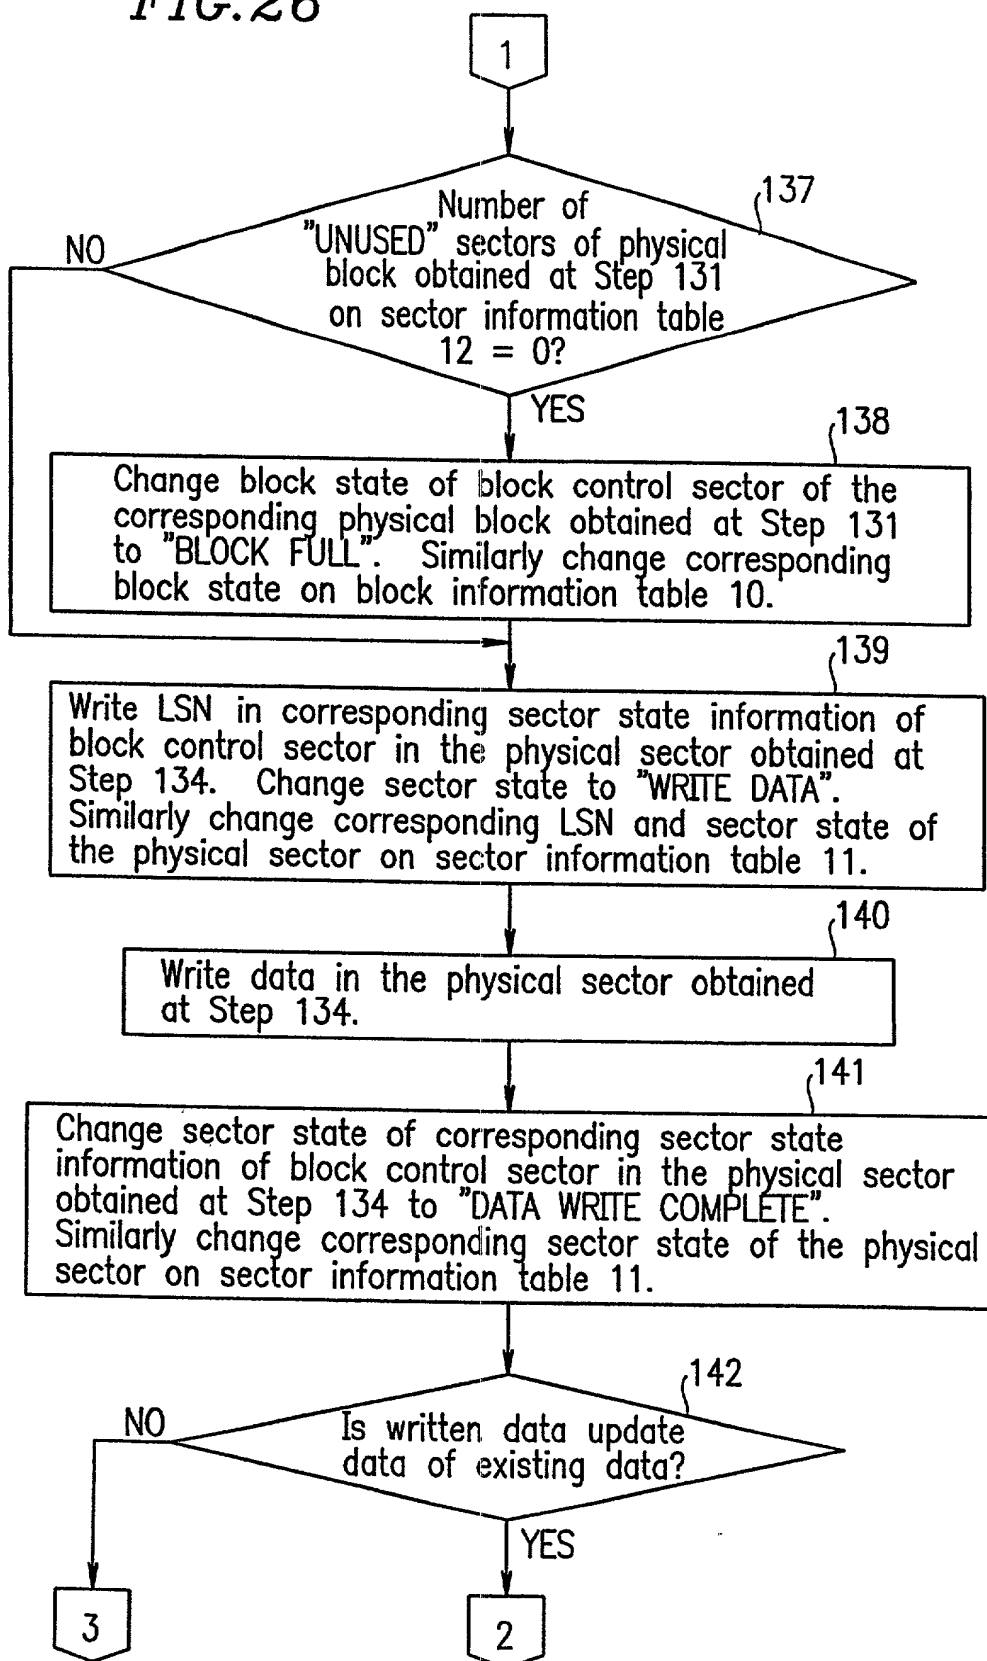 FIG.26
1
137
Number of
"UNUSED" sectors of physical
block obtained at Step 131
on sector information table
12 = 0?
NO
YES
138
Change block state of block control sector of the
corresponding physical block obtained at Step 131
to "BLOCK FULL". Similarly change corresponding
block state on block information table 10.
139
Write LSN in corresponding sector state information of
block control sector in the physical sector obtained at
Step 134. Change sector state to "WRITE DATA".
Similarly change corresponding LSN and sector state of
the physical sector on sector information table 11.
140
Write data in the physical sector obtained
at Step 134.
141
Change sector state of corresponding sector state
information of block control sector in the physical sector
obtained at Step 134 to "DATA WRITE COMPLETE".
Similarly change corresponding sector state of the physical
sector on sector information table 11.
142
NO
Is written data update
data of existing data?
YES
3
2